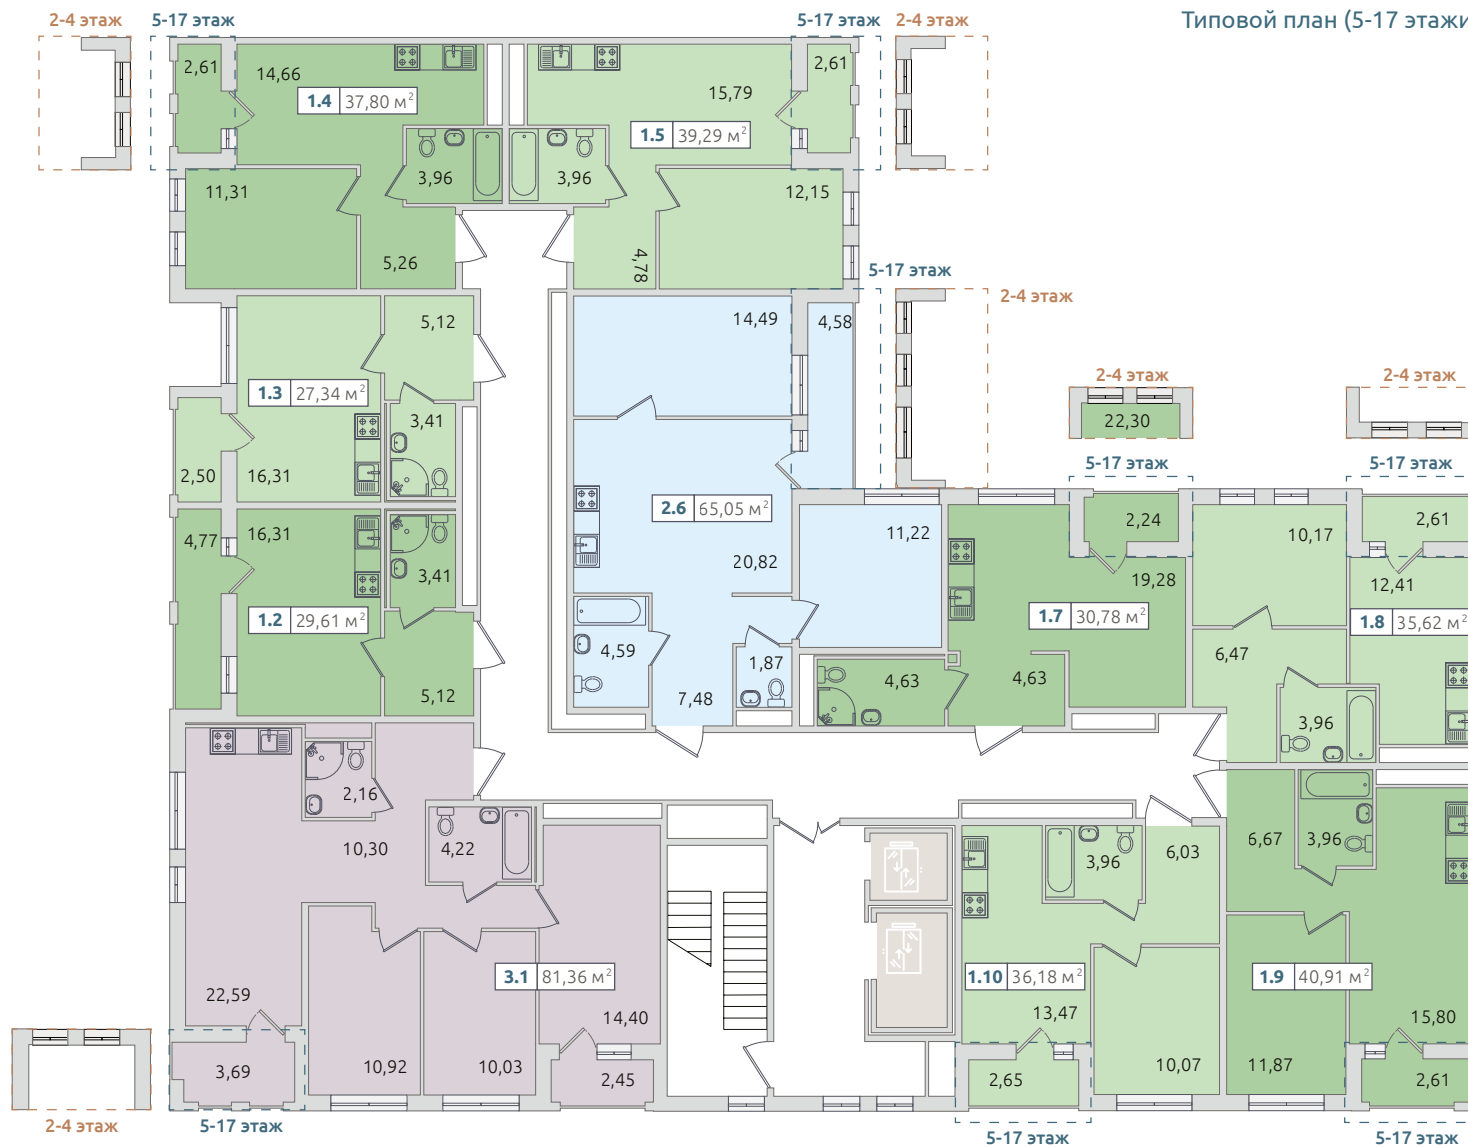 Типовой план (5-17 этажи
2-4 этаж
5-17 этаж
5-17 этаж
2-4 этаж
2,61
14,66
1.4 37,80 м²
3,96
11,31
5,26
15,79
2,61
1.5 39,29 м²
3,96
12,15
4,78
5-17 этаж
2-4 этаж
5,12
1.3 27,34 м²
3,41
2,50
16,31
14,49
4,58
2.6 65,05 м²
20,82
11,22
4,59
1,87
7,48
4,77
16,31
3,41
1.2 29,61 м²
5,12
2-4 этаж
22,30
5-17 этаж
2,24
19,28
1.7 30,78 м²
4,63
4,63
2-4 этаж
5-17 этаж
10,17
2,61
12,41
1.8 35,62 м²
6,47
3,96
2,16
10,30
4,22
3.1 81,36 м²
22,59
14,40
3,69
10,92
10,03
2,45
2-4 этаж
5-17 этаж
3,96
6,03
1.10 36,18 м²
13,47
2,65
10,07
5-17 этаж
6,67
3,96
1.9 40,91 м²
15,80
11,87
2,61
5-17 этаж